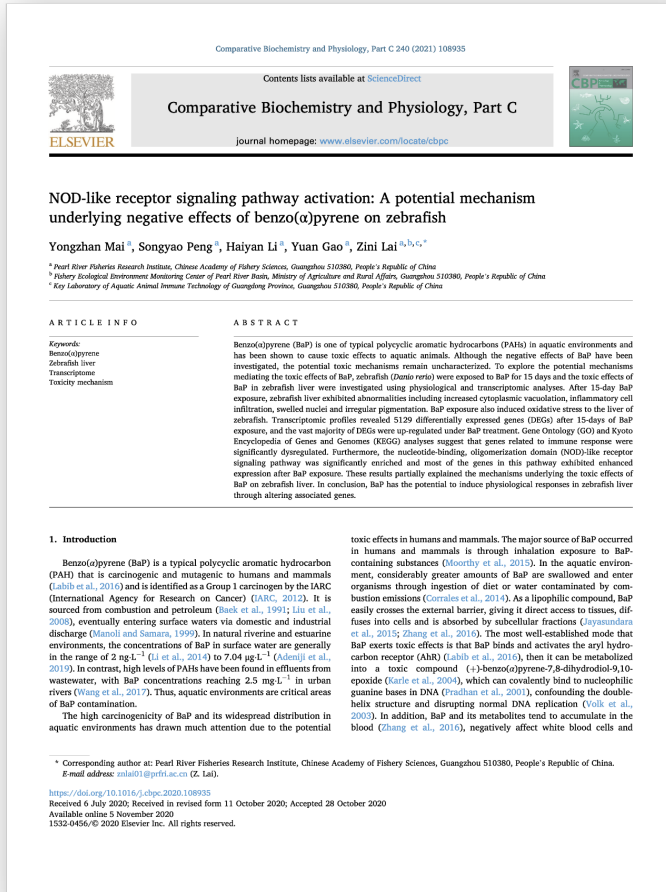 Comparative Biochemistry and Physiology, Part C 240 (2021) 108935
Contents lists available at ScienceDirect
Comparative Biochemistry and Physiology, Part C
journal homepage: www.elsevier.com/locate/cbpc
ELSEVIER
CBP
NOD-like receptor signaling pathway activation: A potential mechanism
underlying negative effects of benzo(α)pyrene on zebrafish
Yongzhan Mai a, Songyao Peng a, Haiyan Li a, Yuan Gao a, Zini Lai a,b,c,*
a Pearl River Fisheries Research Institute, Chinese Academy of Fishery Sciences, Guangzhou 510380, People's Republic of China
b Fishery Ecological Environment Monitoring Center of Pearl River Basin, Ministry of Agriculture and Rural Affairs, Guangzhou 510380, People's Republic of China
c Key Laboratory of Aquatic Animal Immune Technology of Guangdong Province, Guangzhou 510380, People's Republic of China
ARTICLE INFO
Keywords:
Benzo(α)pyrene
Zebrafish liver
Transcriptome
Toxicity mechanism
ABSTRACT
Benzo(α)pyrene (BaP) is one of typical polycyclic aromatic hydrocarbons (PAHs) in aquatic environments and
has been shown to cause toxic effects to aquatic animals. Although the negative effects of BaP have been
investigated, the potential toxic mechanisms remain uncharacterized. To explore the potential mechanisms
mediating the toxic effects of BaP, zebrafish (Danio rerio) were exposed to BaP for 15 days and the toxic effects of
BaP in zebrafish liver were investigated using physiological and transcriptomic analyses. After 15-day BaP
exposure, zebrafish liver exhibited abnormalities including increased cytoplasmic vacuolation, inflammatory cell
infiltration, swelled nuclei and irregular pigmentation. BaP exposure also induced oxidative stress to the liver of
zebrafish. Transcriptomic profiles revealed 5129 differentially expressed genes (DEGs) after 15-days of BaP
exposure, and the vast majority of DEGs were up-regulated under BaP treatment. Gene Ontology (GO) and Kyoto
Encyclopedia of Genes and Genomes (KEGG) analyses suggest that genes related to immune response were
significantly dysregulated. Furthermore, the nucleotide-binding, oligomerization domain (NOD)-like receptor
signaling pathway was significantly enriched and most of the genes in this pathway exhibited enhanced
expression after BaP exposure. These results partially explained the mechanisms underlying the toxic effects of
BaP on zebrafish liver. In conclusion, BaP has the potential to induce physiological responses in zebrafish liver
through altering associated genes.
1. Introduction
Benzo(α)pyrene (BaP) is a typical polycyclic aromatic hydrocarbon
(PAH) that is carcinogenic and mutagenic to humans and mammals
(Labib et al., 2016) and is identified as a Group 1 carcinogen by the IARC
(International Agency for Research on Cancer) (IARC, 2012). It is
sourced from combustion and petroleum (Baek et al., 1991; Liu et al.,
2008), eventually entering surface waters via domestic and industrial
discharge (Manoli and Samara, 1999). In natural riverine and estuarine
environments, the concentrations of BaP in surface water are generally
in the range of 2 ng·L⁻¹ (Li et al., 2014) to 7.04 μg·L⁻¹ (Adeniji et al.,
2019). In contrast, high levels of PAHs have been found in effluents from
wastewater, with BaP concentrations reaching 2.5 mg·L⁻¹ in urban
rivers (Wang et al., 2017). Thus, aquatic environments are critical areas
of BaP contamination.
The high carcinogenicity of BaP and its widespread distribution in
aquatic environments has drawn much attention due to the potential
toxic effects in humans and mammals. The major source of BaP occurred
in humans and mammals is through inhalation exposure to BaP-
containing substances (Moorthy et al., 2015). In the aquatic environ-
ment, considerably greater amounts of BaP are swallowed and enter
organisms through ingestion of diet or water contaminated by com-
bustion emissions (Corrales et al., 2014). As a lipophilic compound, BaP
easily crosses the external barrier, giving it direct access to tissues, dif-
fuses into cells and is absorbed by subcellular fractions (Jayasundara
et al., 2015; Zhang et al., 2016). The most well-established mode that
BaP exerts toxic effects is that BaP binds and activates the aryl hydro-
carbon receptor (AhR) (Labib et al., 2016), then it can be metabolized
into a toxic compound (+)-benzo(α)pyrene-7,8-dihydrodiol-9,10-
epoxide (Karle et al., 2004), which can covalently bind to nucleophilic
guanine bases in DNA (Pradhan et al., 2001), confounding the double-
helix structure and disrupting normal DNA replication (Volk et al.,
2003). In addition, BaP and its metabolites tend to accumulate in the
blood (Zhang et al., 2016), negatively affect white blood cells and
* Corresponding author at: Pearl River Fisheries Research Institute, Chinese Academy of Fishery Sciences, Guangzhou 510380, People's Republic of China.
E-mail address: znlai01@prfri.ac.cn (Z. Lai).
https://doi.org/10.1016/j.cbpc.2020.108935
Received 6 July 2020; Received in revised form 11 October 2020; Accepted 28 October 2020
Available online 5 November 2020
1532-0456/© 2020 Elsevier Inc. All rights reserved.